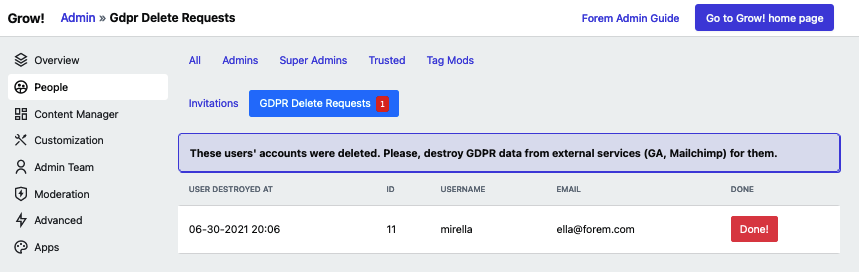 Grow!
Admin » Gdpr Delete Requests
Forem Admin Guide
Go to Grow! home page
Overview
People
Content Manager
Customization
Admin Team
Moderation
Advanced
Apps
All Admins Super Admins Trusted Tag Mods
Invitations GDPR Delete Requests 1
These users' accounts were deleted. Please, destroy GDPR data from external services (GA, Mailchimp) for them.
USER DESTROYED AT ID USERNAME EMAIL DONE
06-30-2021 20:06 11 mirella ella@forem.com Done!